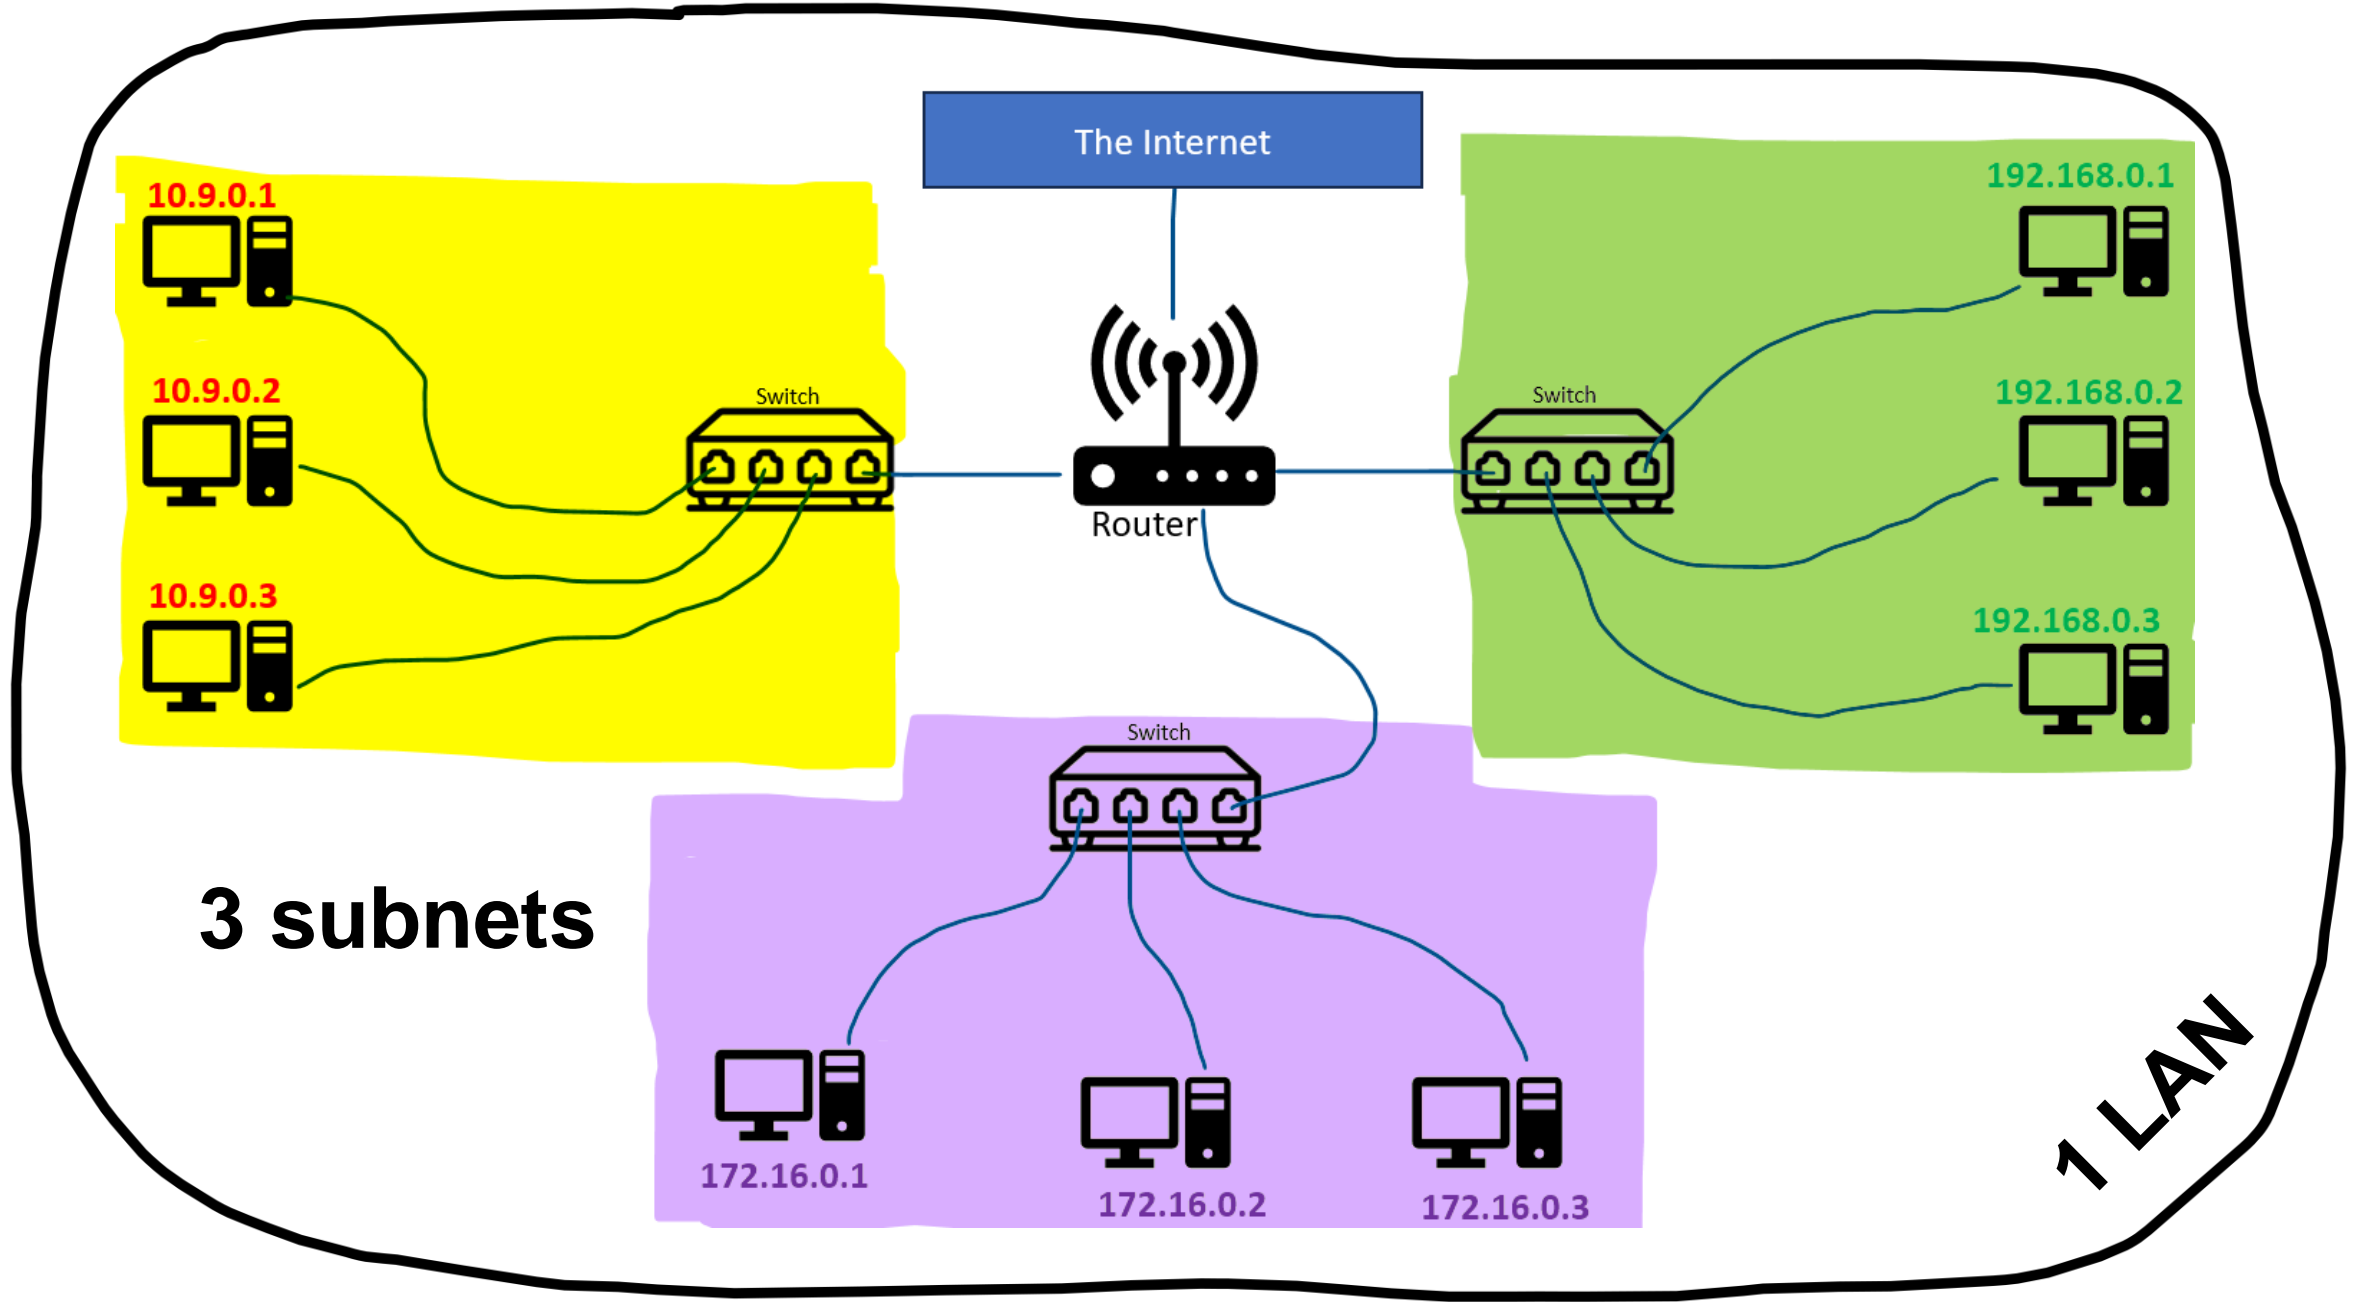 The Internet
10.9.0.1
10.9.0.2
10.9.0.3
Switch
Router
Switch
192.168.0.1
192.168.0.2
192.168.0.3
Switch
3 subnets
172.16.0.1
172.16.0.2
172.16.0.3
1 LAN